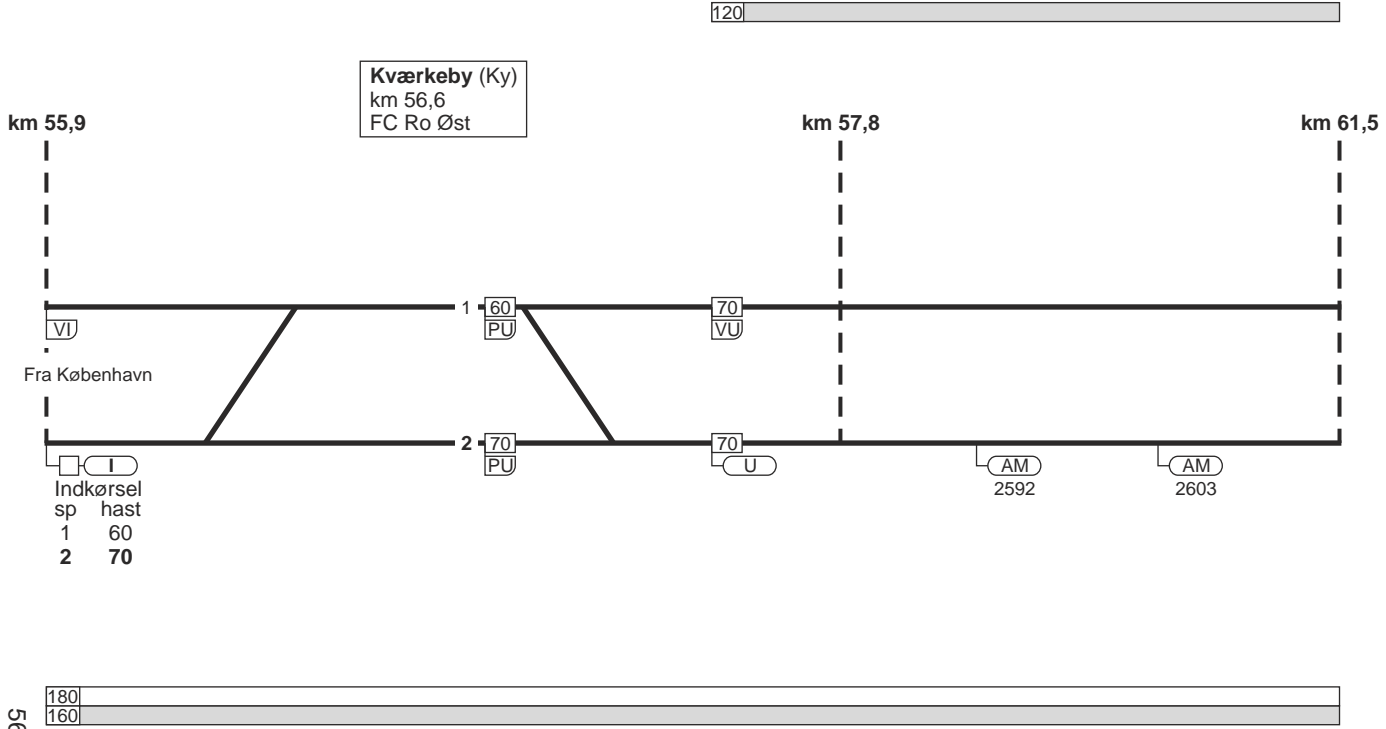 120
Kværkeby (Ky)
km 56,6
FC Ro Øst
km 55,9
km 57,8
km 61,5
1 60 70
VI PU VU
Fra København
2 70 70
I PU U AM AM
Indkørsel 2592 2603
sp hast
1 60
2 70
180
160
56